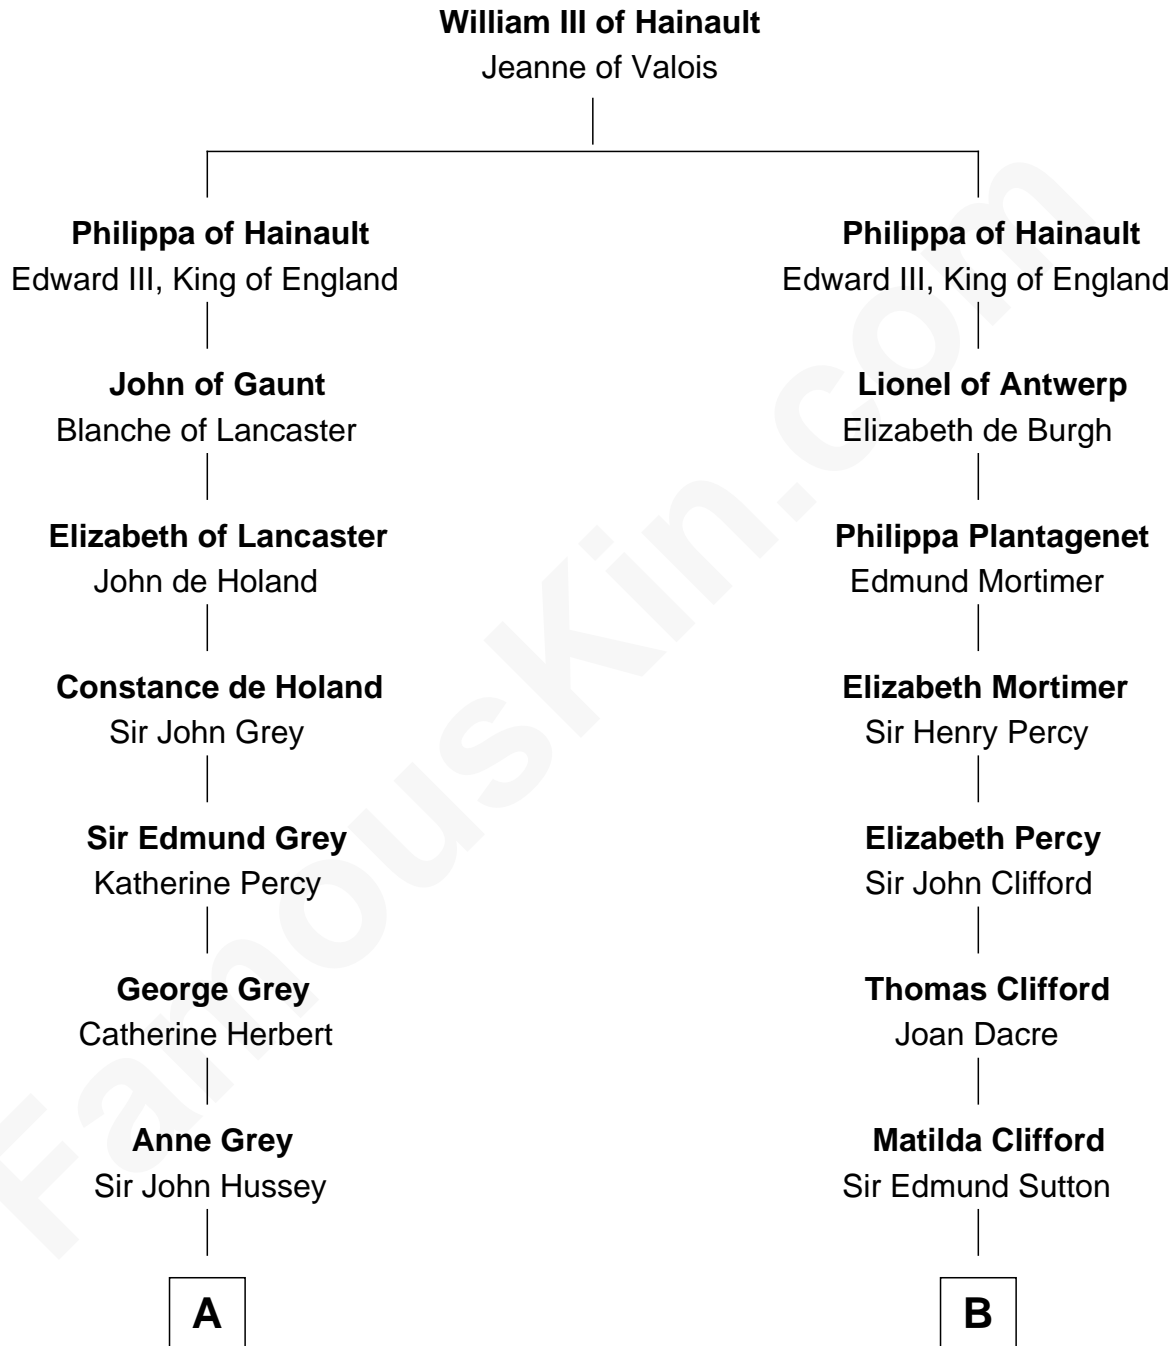 William III of Hainault
Jeanne of Valois
Philippa of Hainault
Edward III, King of England
Philippa of Hainault
Edward III, King of England
John of Gaunt
Blanche of Lancaster
Lionel of Antwerp
Elizabeth de Burgh
Elizabeth of Lancaster
John de Holand
Philippa Plantagenet
Edmund Mortimer
Constance de Holand
Sir John Grey
Elizabeth Mortimer
Sir Henry Percy
Sir Edmund Grey
Katherine Percy
Elizabeth Percy
Sir John Clifford
George Grey
Catherine Herbert
Thomas Clifford
Joan Dacre
Anne Grey
Sir John Hussey
Matilda Clifford
Sir Edmund Sutton
A
B
FamousKin.com